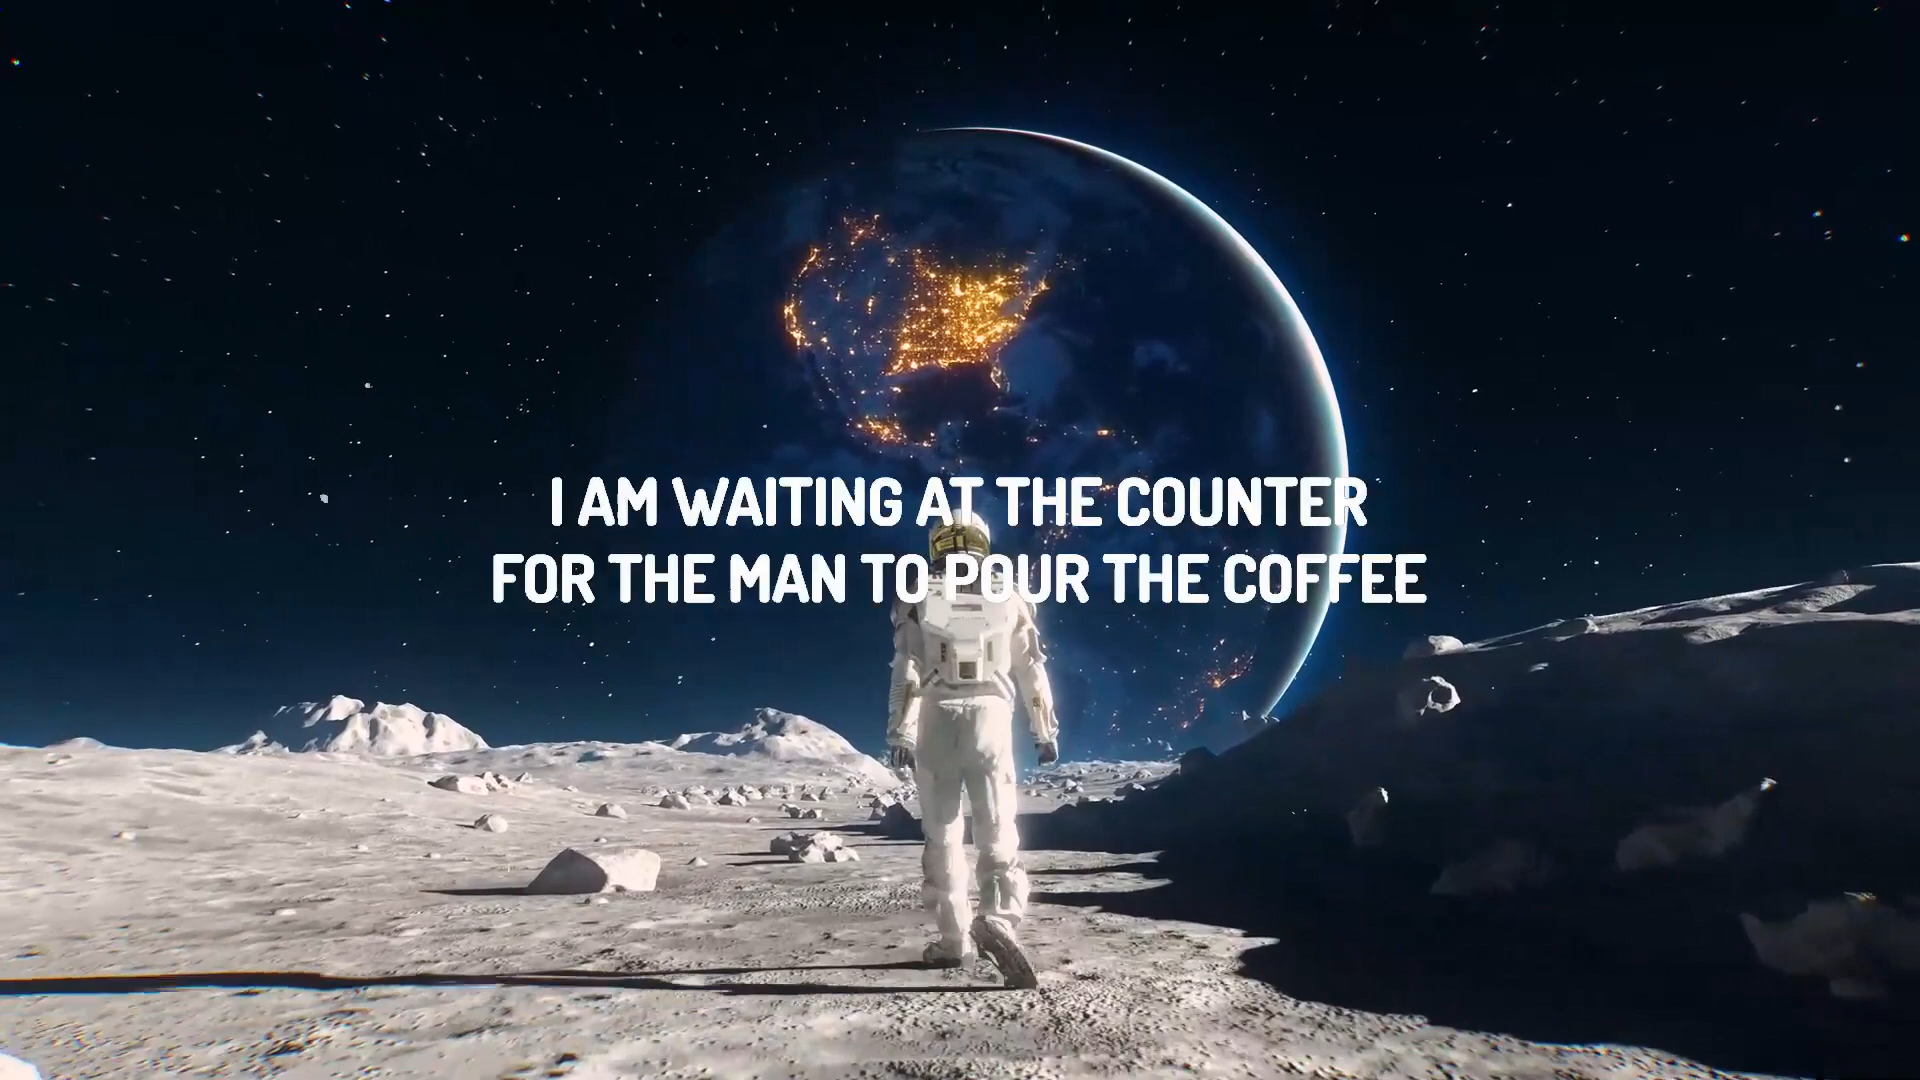 I AM WAITING AT THE COUNTER
FOR THE MAN TO POUR THE COFFEE